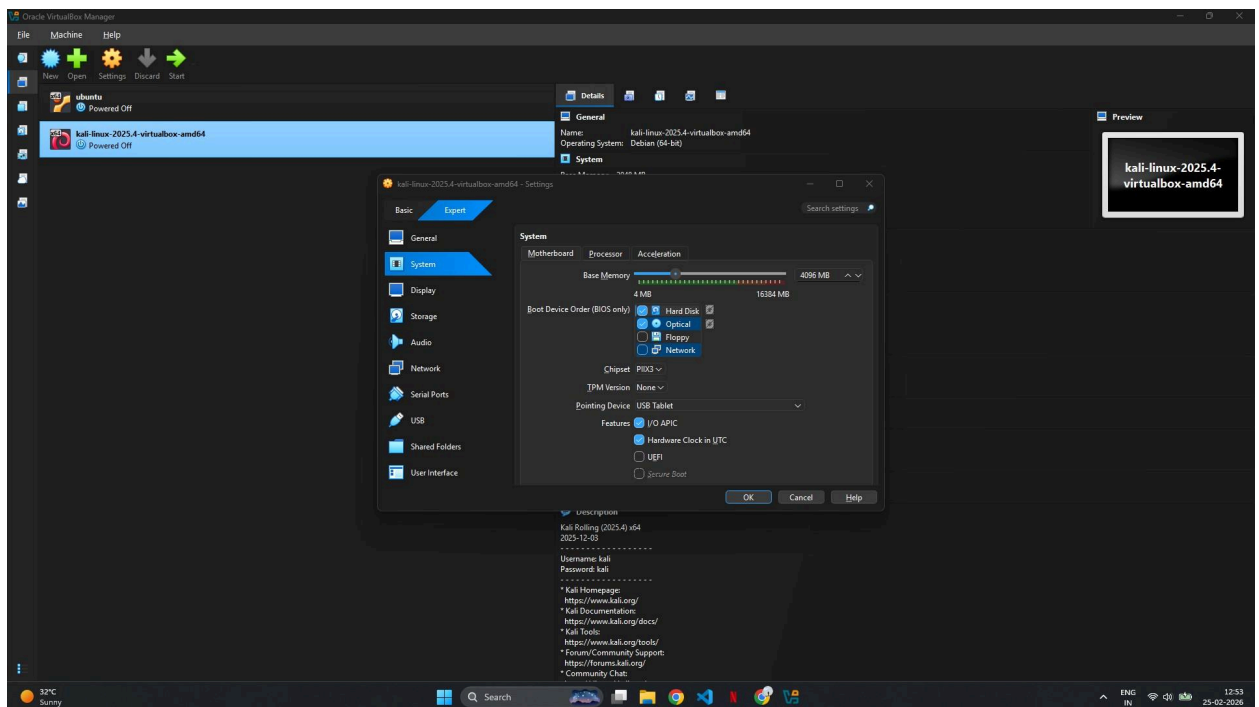 Oracle VirtualBox Manager
File Machine Help
New Open Settings Discard Start
ubuntu
Powered Off
kali-linux-2025.4-virtualbox-amd64
Powered Off
Details
General
Name: kali-linux-2025.4-virtualbox-amd64
Operating System: Debian (64-bit)
System
Preview
kali-linux-2025.4-
virtualbox-amd64
kali-linux-2025.4-virtualbox-amd64 - Settings
Basic Expert
Search settings
General
System
Display
Storage
Audio
Network
Serial Ports
USB
Shared Folders
User Interface
System
Motherboard Processor Acceleration
Base Memory 4096 MB
4 MB 16384 MB
Boot Device Order (BIOS only) Hard Disk
Optical
Floppy
Network
Chipset PIIX3
TPM Version None
Pointing Device USB Tablet
Features I/O APIC
Hardware Clock in UTC
UEFI
Secure Boot
OK Cancel Help
Description
Kali Rolling (2025.4) x64
2025-12-03
- - - - - - - - - - - - - - - - - -
Username: kali
Password: kali
- - - - - - - - - - - - - - - - - -
* Kali Homepage:
https://www.kali.org/
* Kali Documentation:
https://www.kali.org/docs/
* Kali Tools:
https://www.kali.org/tools/
* Forum/Community Support:
https://forums.kali.org/
* Community Chat:
32°C
Sunny
Search
ENG
IN
12:53
25-02-2026